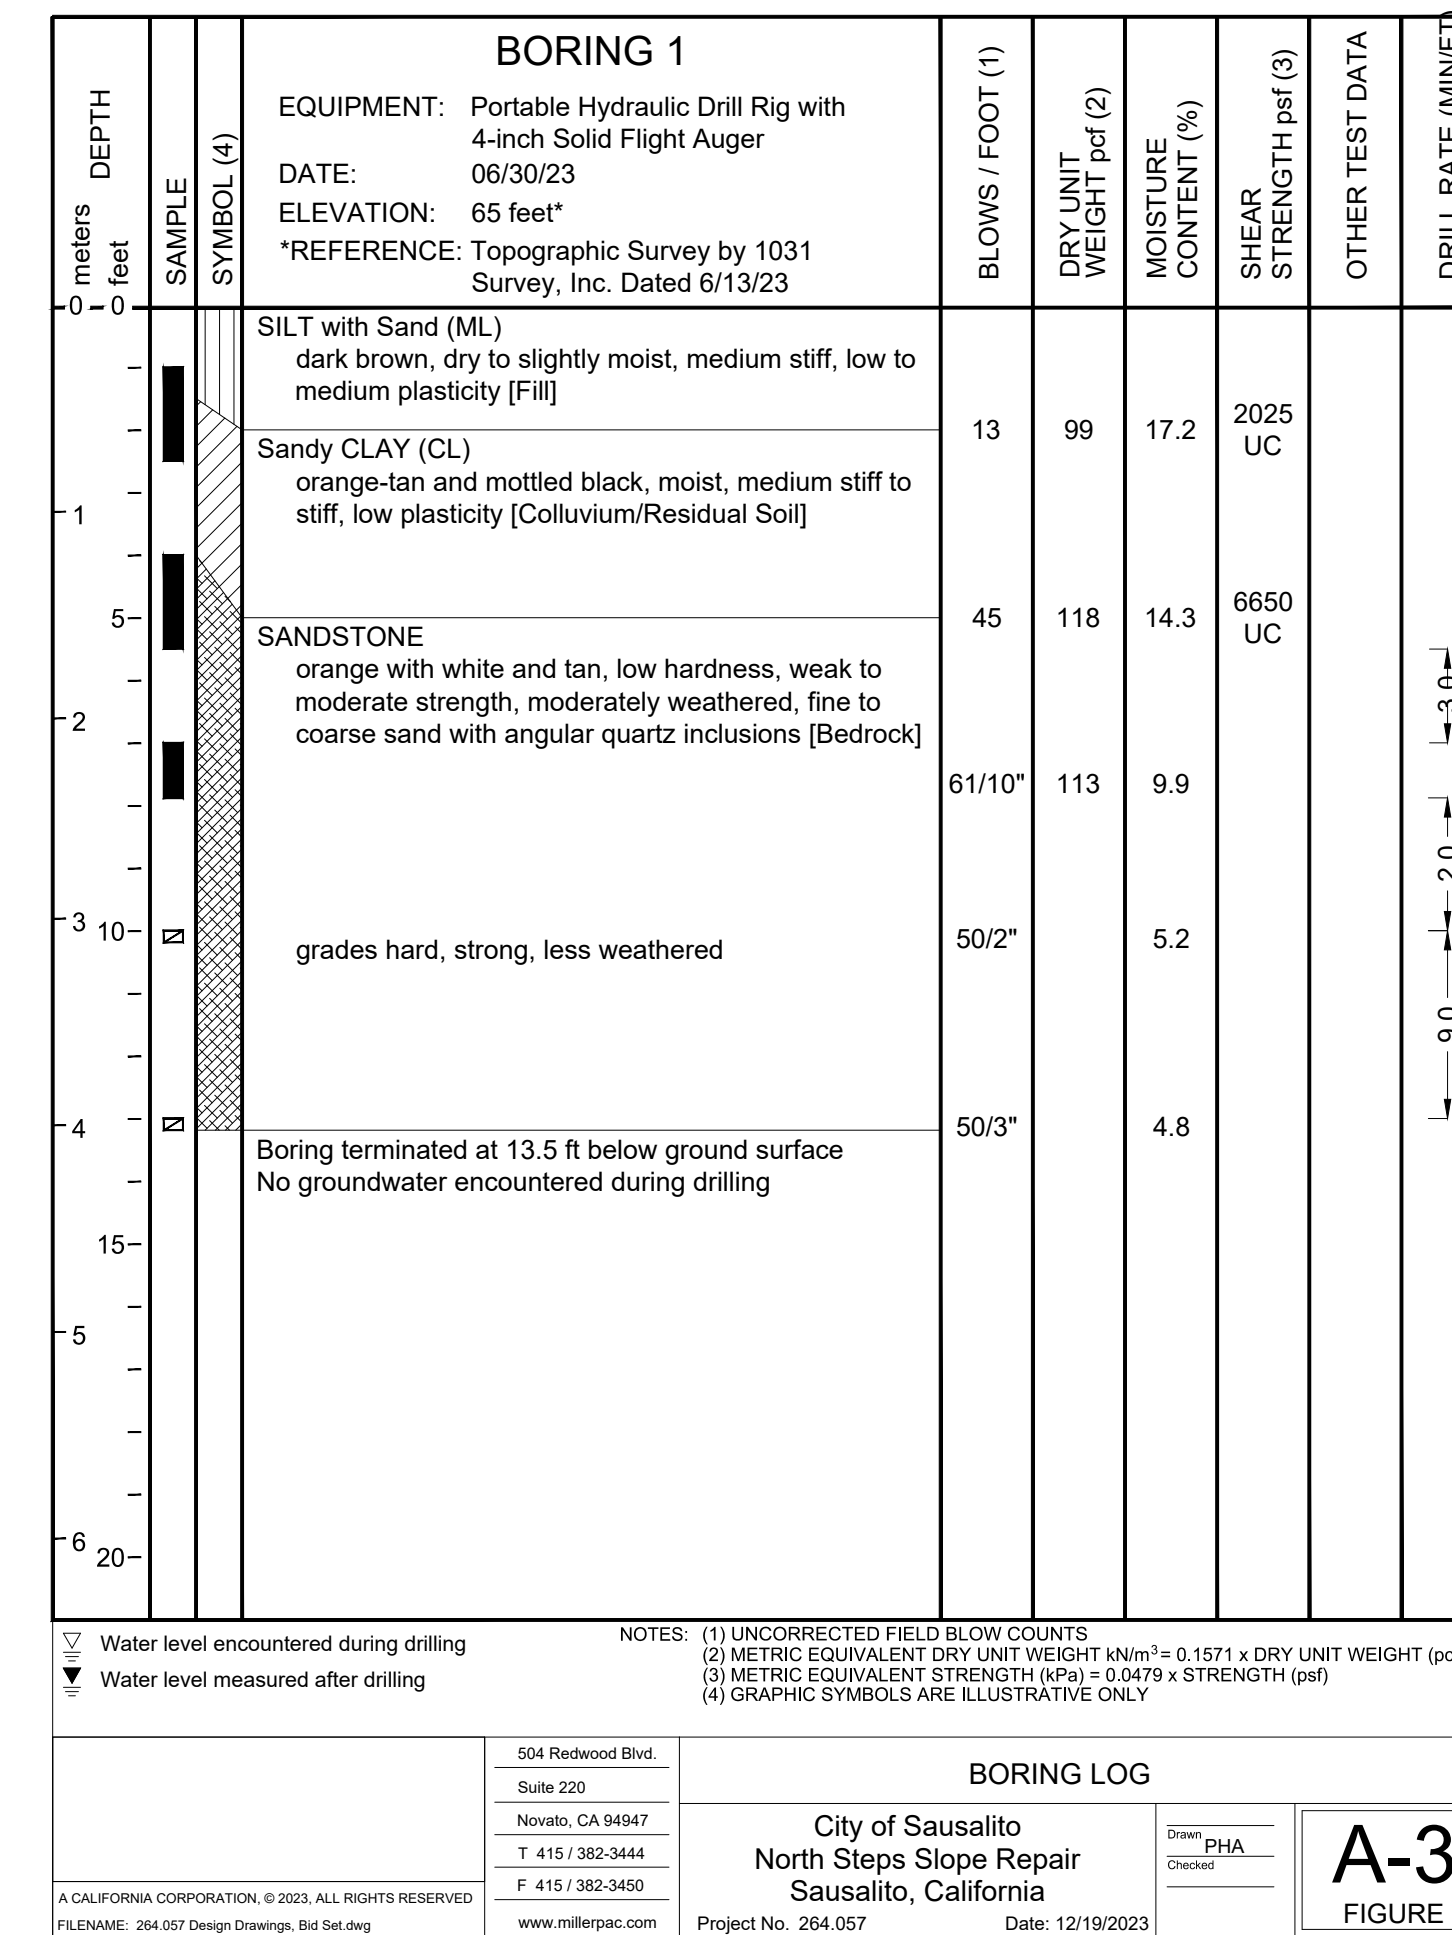 BORING 1
EQUIPMENT: Portable Hydraulic Drill Rig with
4-inch Solid Flight Auger
DATE: 06/30/23
ELEVATION: 65 feet*
*REFERENCE: Topographic Survey by 1031
Survey, Inc. Dated 6/13/23
meters DEPTH
feet
SAMPLE
SYMBOL (4)
BLOWS / FOOT (1)
DRY UNIT
WEIGHT pcf (2)
MOISTURE
CONTENT (%)
SHEAR
STRENGTH psf (3)
OTHER TEST DATA
DRILL RATE (MIN/FT)
0 0
SILT with Sand (ML)
dark brown, dry to slightly moist, medium stiff, low to
medium plasticity [Fill]
13 99 17.2 2025
UC
Sandy CLAY (CL)
orange-tan and mottled black, moist, medium stiff to
stiff, low plasticity [Colluvium/Residual Soil]
1
5
45 118 14.3 6650
UC
SANDSTONE
orange with white and tan, low hardness, weak to
moderate strength, moderately weathered, fine to
coarse sand with angular quartz inclusions [Bedrock]
3.0
2
61/10" 113 9.9
2.0
3 10
grades hard, strong, less weathered
50/2" 5.2
9.0
4
50/3" 4.8
Boring terminated at 13.5 ft below ground surface
No groundwater encountered during drilling
15
5
6 20
Water level encountered during drilling
Water level measured after drilling
NOTES: (1) UNCORRECTED FIELD BLOW COUNTS
(2) METRIC EQUIVALENT DRY UNIT WEIGHT kN/m³ = 0.1571 x DRY UNIT WEIGHT (pc
(3) METRIC EQUIVALENT STRENGTH (kPa) = 0.0479 x STRENGTH (psf)
(4) GRAPHIC SYMBOLS ARE ILLUSTRATIVE ONLY
A CALIFORNIA CORPORATION, © 2023, ALL RIGHTS RESERVED
FILENAME: 264.057 Design Drawings, Bid Set.dwg
504 Redwood Blvd.
Suite 220
Novato, CA 94947
T 415 / 382-3444
F 415 / 382-3450
www.millerpac.com
BORING LOG
City of Sausalito
North Steps Slope Repair
Sausalito, California
Project No. 264.057 Date: 12/19/2023
Drawn PHA
Checked
A-3
FIGURE